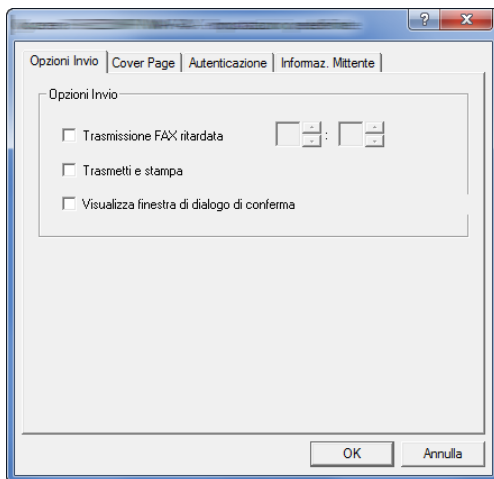 Opzioni Invio Cover Page Autenticazione Informaz. Mittente
Opzioni Invio
Trasmissione FAX ritardata :
Trasmetti e stampa
Visualizza finestra di dialogo di conferma
OK Annulla